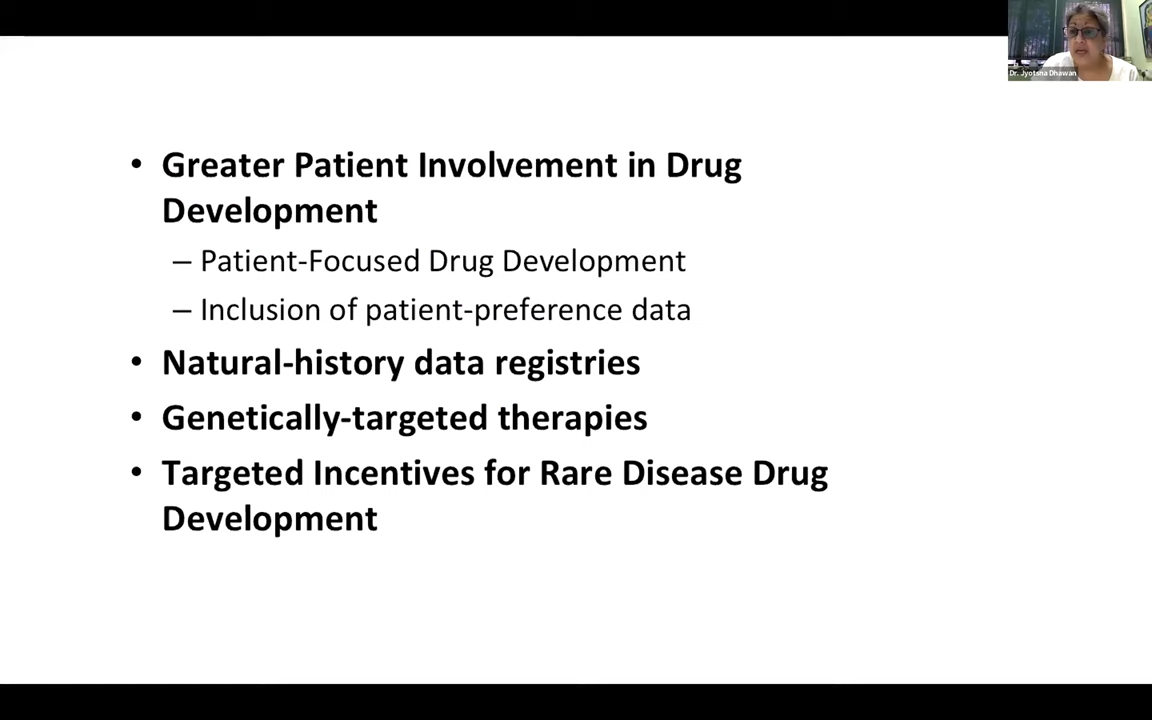 Dr. Jyotsna Dhawan
• Greater Patient Involvement in Drug
Development
– Patient-Focused Drug Development
– Inclusion of patient-preference data
• Natural-history data registries
• Genetically-targeted therapies
• Targeted Incentives for Rare Disease Drug
Development